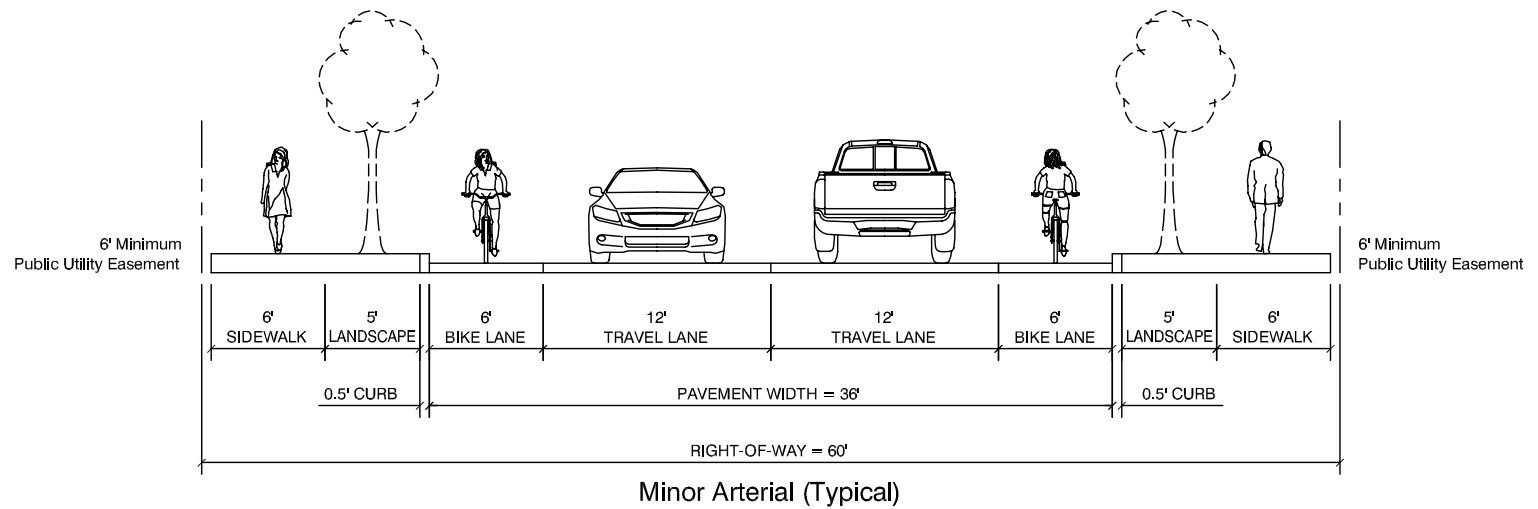 6' Minimum
Public Utility Easement
6' Minimum
Public Utility Easement
6'
SIDEWALK
5'
LANDSCAPE
6'
BIKE LANE
12'
TRAVEL LANE
12'
TRAVEL LANE
6'
BIKE LANE
5'
LANDSCAPE
6'
SIDEWALK
0.5' CURB
PAVEMENT WIDTH = 36'
0.5' CURB
RIGHT-OF-WAY = 60'
Minor Arterial (Typical)